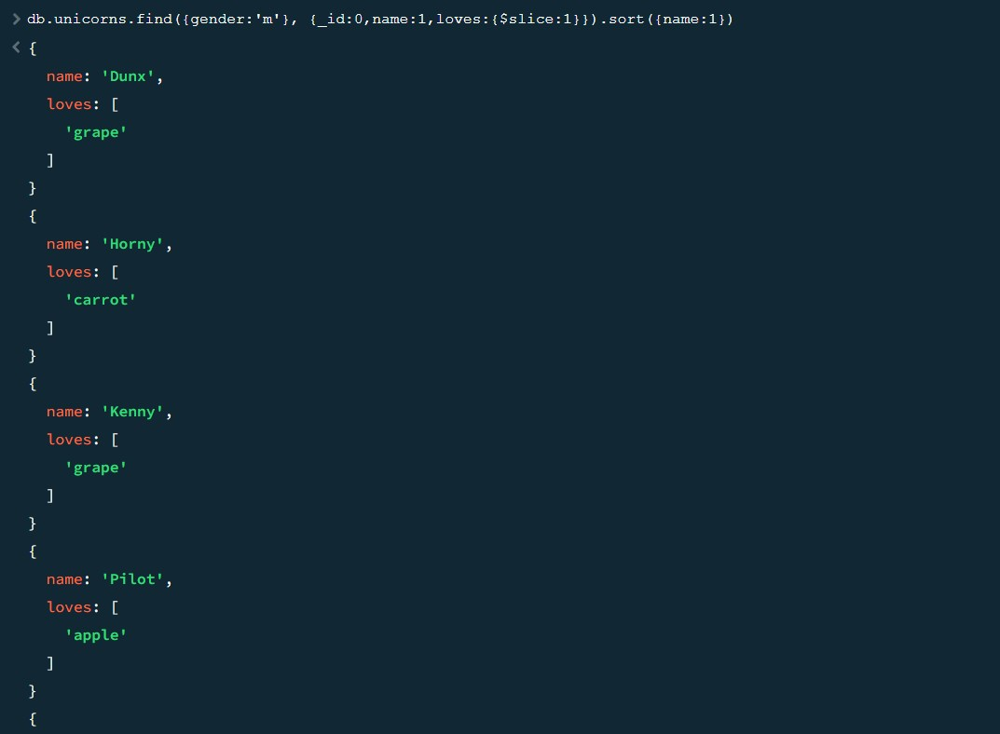 > db.unicorns.find({gender:'m'}, {_id:0,name:1,loves:{$slice:1}}).sort({name:1})
< {
name: 'Dunx',
loves: [
'grape'
]
}
{
name: 'Horny',
loves: [
'carrot'
]
}
{
name: 'Kenny',
loves: [
'grape'
]
}
{
name: 'Pilot',
loves: [
'apple'
]
}
{